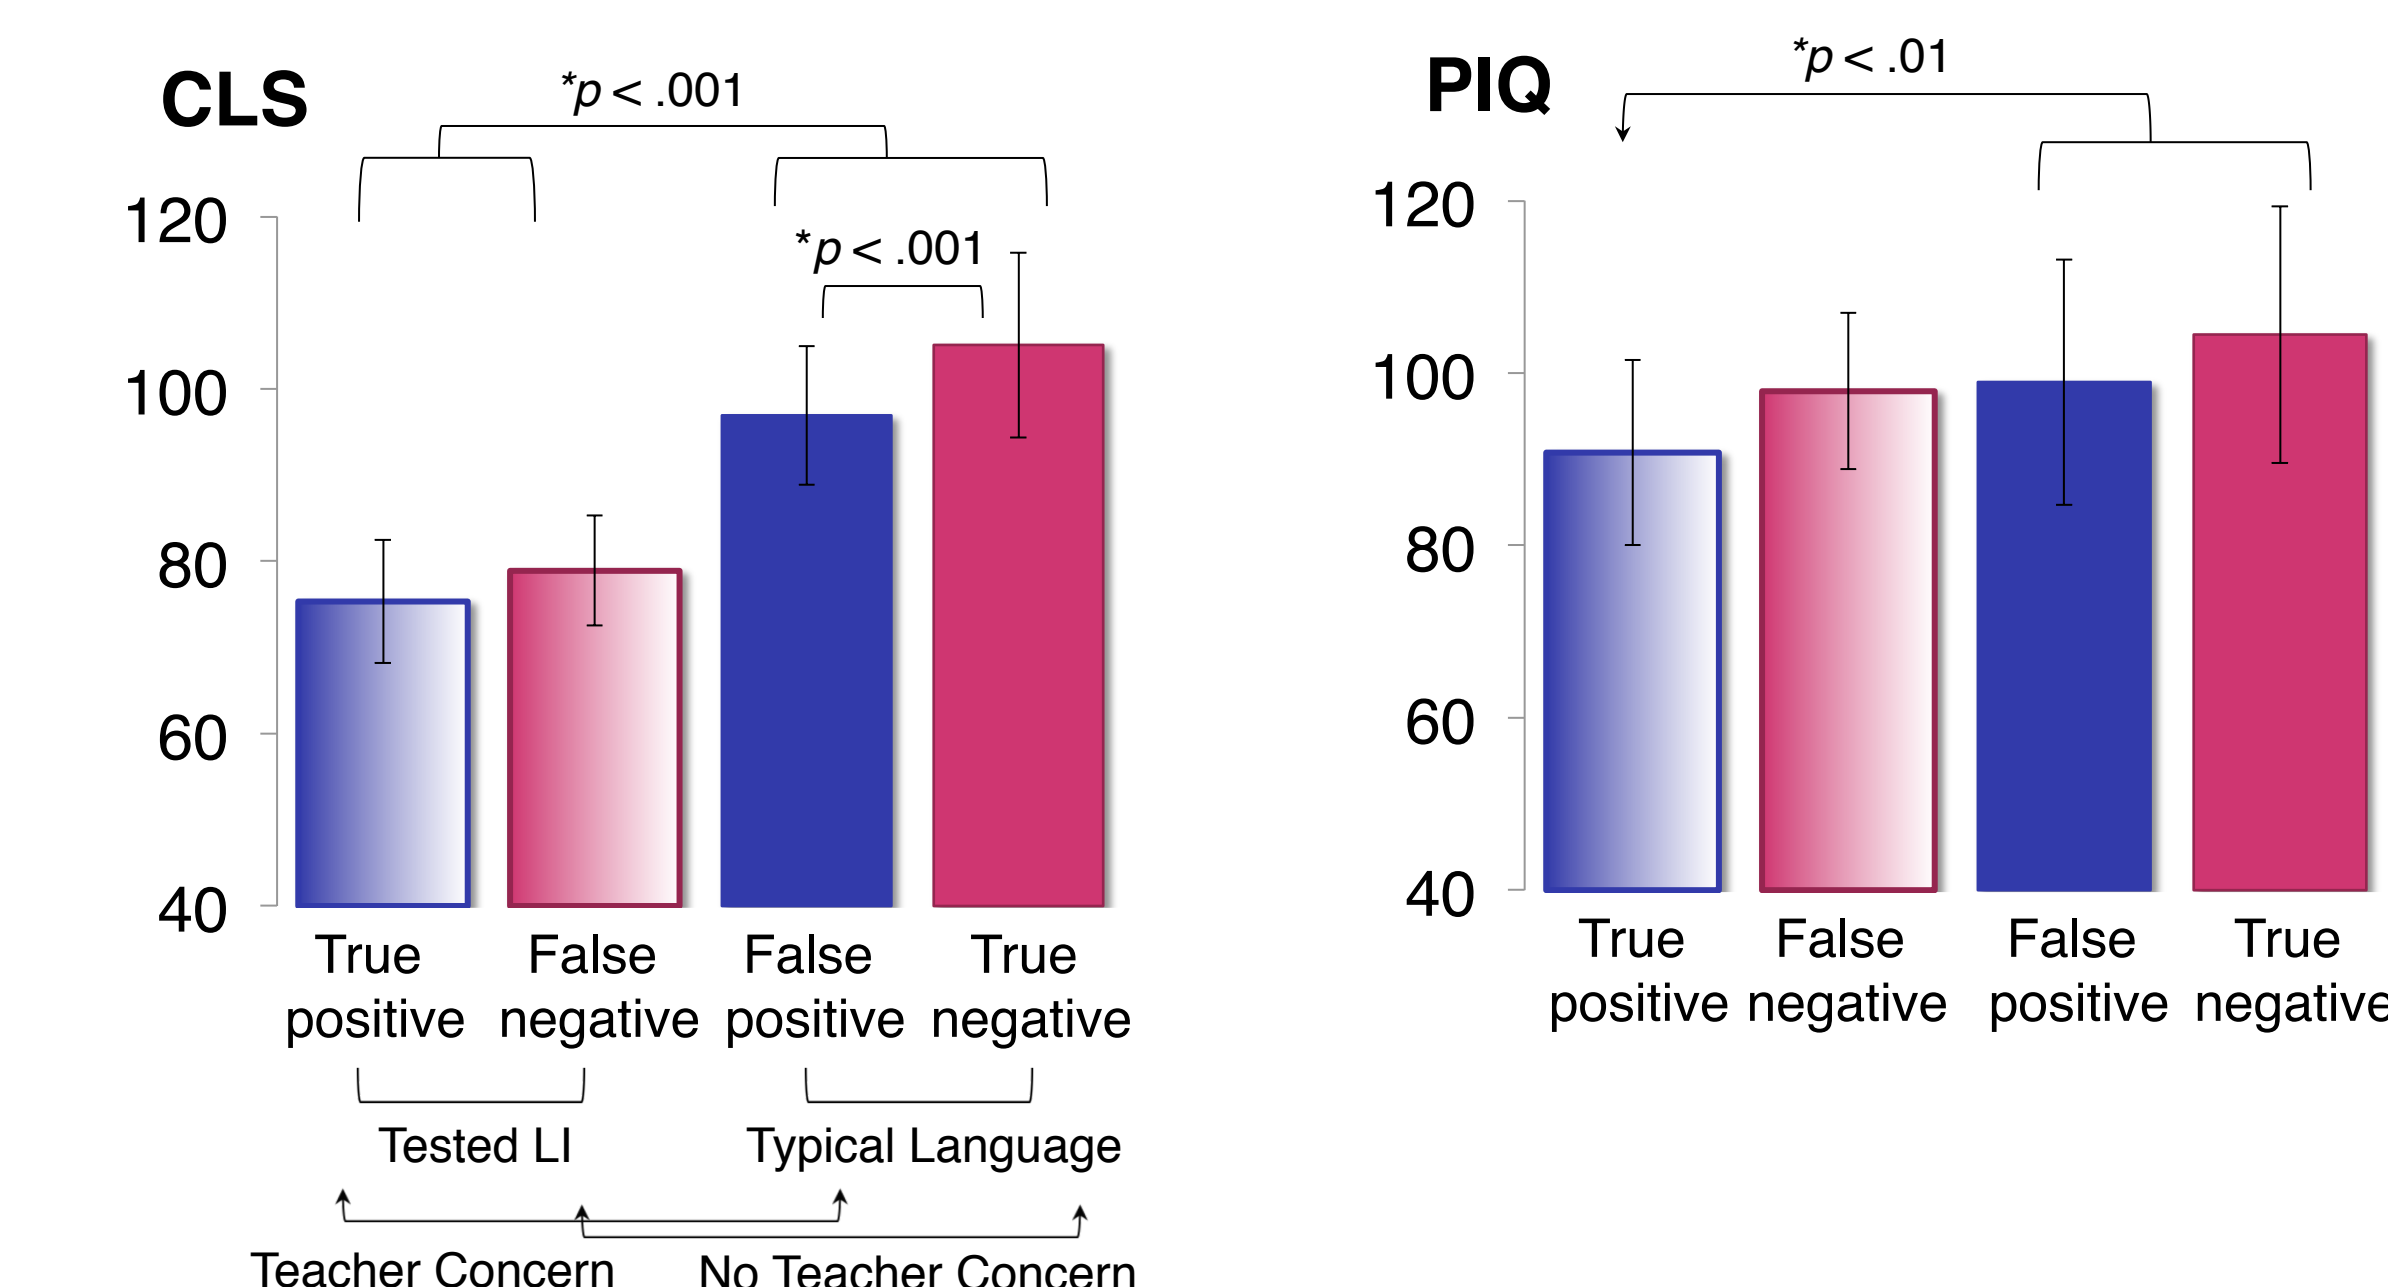 CLS
*p < .001
120
*p < .001
100
80
60
40
True
positive
False
negative
False
positive
True
negative
Tested LI
Typical Language
Teacher Concern
No Teacher Concern
PIQ
*p < .01
120
100
80
60
40
True
positive
False
negative
False
positive
True
negative